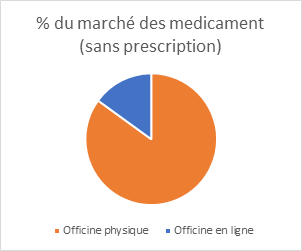 % du marché des medicament
(sans prescription)
Officine physique
Officine en ligne